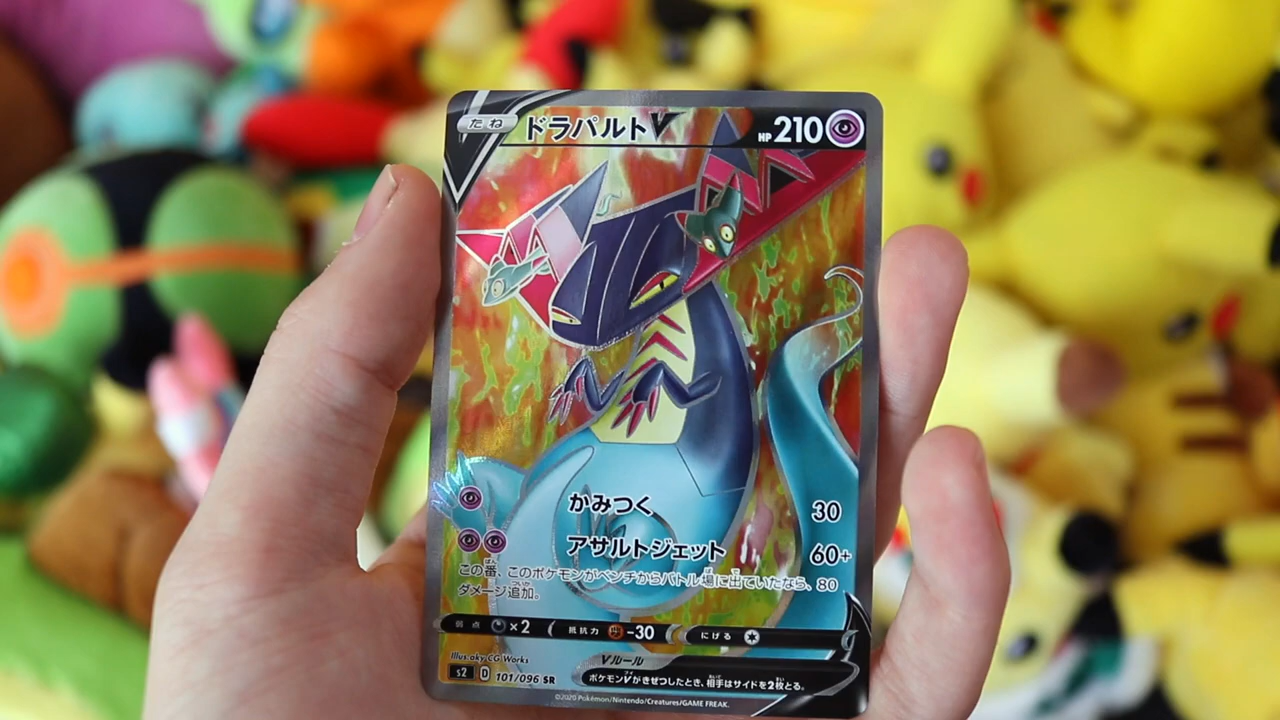 たね ドラパルトV HP210
かみつく 30
アサルトジェット 60+
この番、このポケモンがベンチからバトル場に出ていたなら、80
ダメージ追加。
弱点 ×2 抵抗力 -30 にげる
Illus.aky CG Works
Vルール
s2 D 101/096 SR
ポケモンVがきぜつしたとき、相手はサイドを2枚とる。
©2020 Pokémon/Nintendo/Creatures/GAME FREAK.